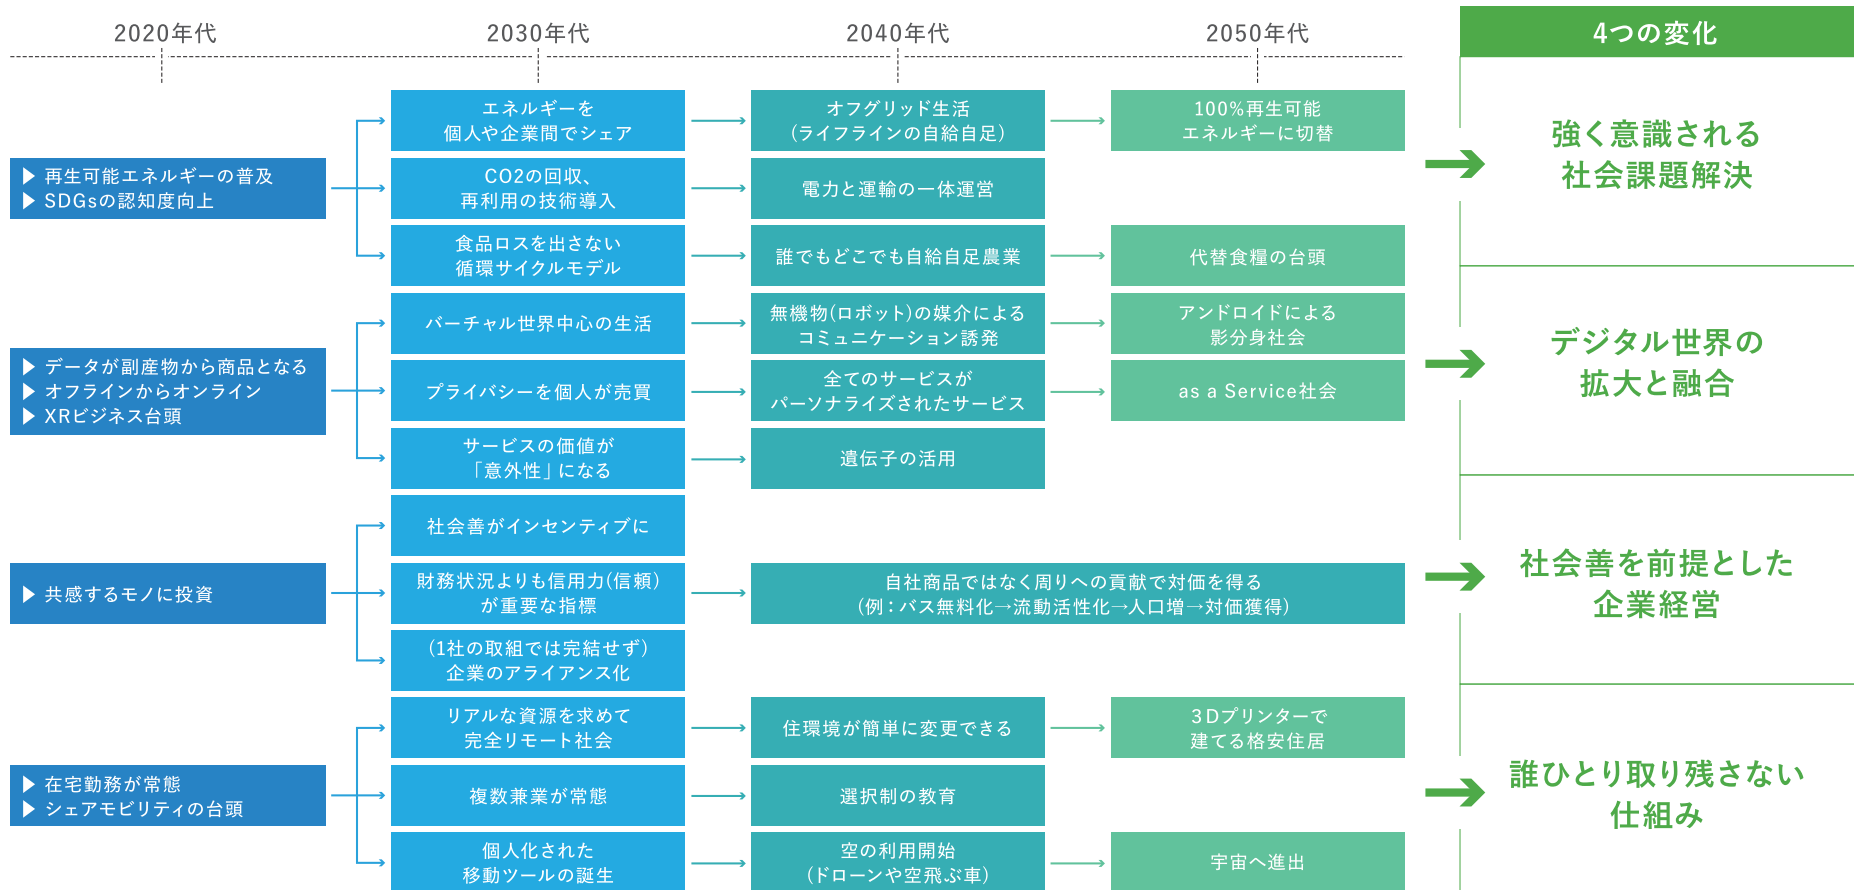 2020年代
2030年代
2040年代
2050年代
4つの変化
▶ 再生可能エネルギーの普及
▶ SDGsの認知度向上
エネルギーを
個人や企業間でシェア
オフグリッド生活
(ライフラインの自給自足)
100%再生可能
エネルギーに切替
CO2の回収、
再利用の技術導入
電力と運輸の一体運営
食品ロスを出さない
循環サイクルモデル
誰でもどこでも自給自足農業
代替食糧の台頭
強く意識される
社会課題解決
▶ データが副産物から商品となる
▶ オフラインからオンライン
▶ XRビジネス台頭
バーチャル世界中心の生活
無機物(ロボット)の媒介による
コミュニケーション誘発
アンドロイドによる
影分身社会
プライバシーを個人が売買
全てのサービスが
パーソナライズされたサービス
as a Service社会
サービスの価値が
「意外性」になる
遺伝子の活用
デジタル世界の
拡大と融合
▶ 共感するモノに投資
社会善がインセンティブに
財務状況よりも信用力(信頼)
が重要な指標
自社商品ではなく周りへの貢献で対価を得る
(例：バス無料化→流動活性化→人口増→対価獲得)
(1社の取組では完結せず)
企業のアライアンス化
社会善を前提とした
企業経営
▶ 在宅勤務が常態
▶ シェアモビリティの台頭
リアルな資源を求めて
完全リモート社会
住環境が簡単に変更できる
3Dプリンターで
建てる格安住居
複数兼業が常態
選択制の教育
個人化された
移動ツールの誕生
空の利用開始
(ドローンや空飛ぶ車)
宇宙へ進出
誰ひとり取り残さない
仕組み